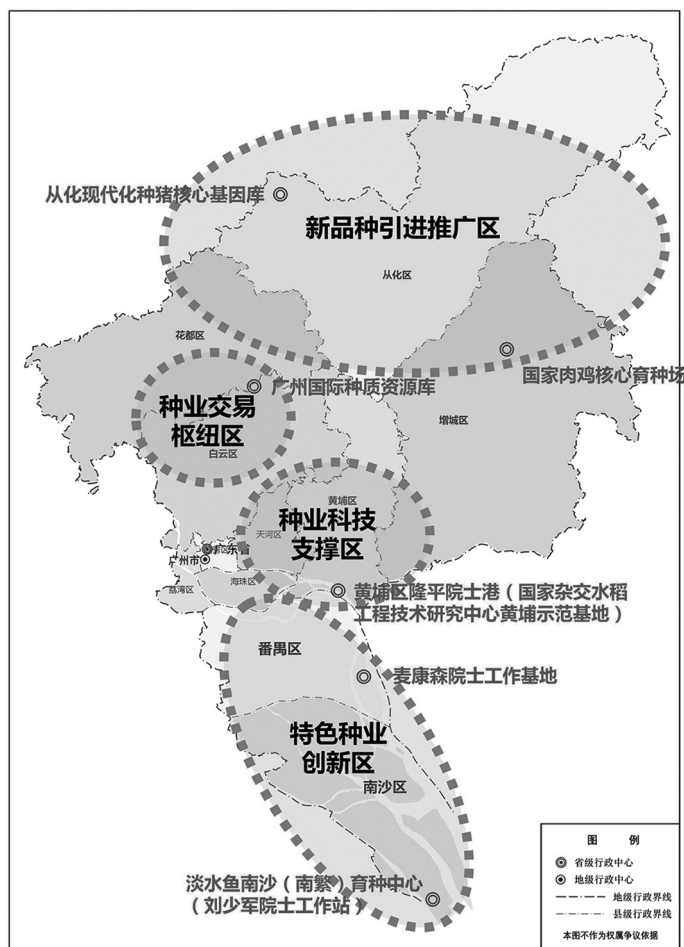 从化现代化种猪核心基因库
新品种引进推广区
从化区
花都区
国家肉鸡核心育种场
广州国际种质资源库
种业交易
枢纽区
白云区
增城区
黄埔区
种业科技
支撑区
天河区
广州市
海珠区
荔湾区
黄埔区隆平院士港（国家杂交水稻
工程技术研究中心黄埔示范基地）
番禺区
麦康森院士工作基地
特色种业
创新区
南沙区
淡水鱼南沙（南繁）育种中心
（刘少军院士工作站）
图 例
省级行政中心
地级行政中心
地级行政界线
县级行政界线
本图不作为权属争议依据